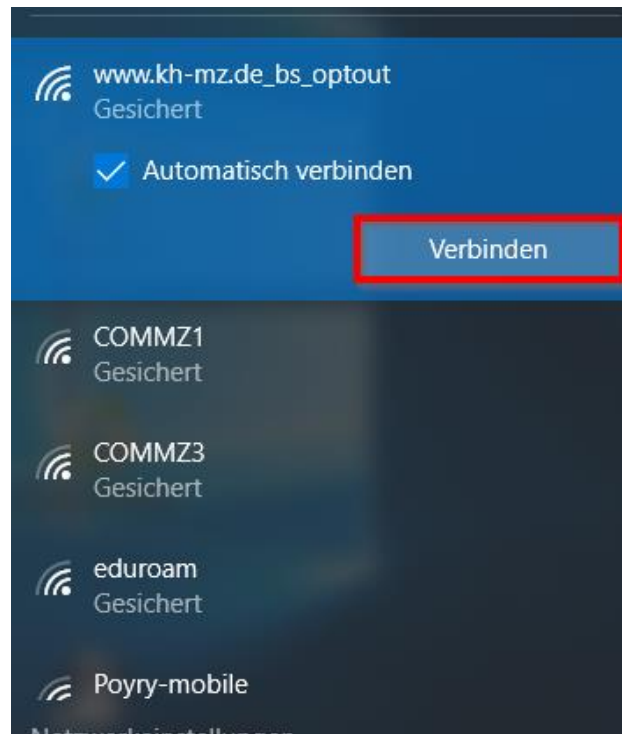 www.kh-mz.de_bs_optout
Gesichert
Automatisch verbinden
Verbinden
COMMZ1
Gesichert
COMMZ3
Gesichert
eduroam
Gesichert
Poyry-mobile